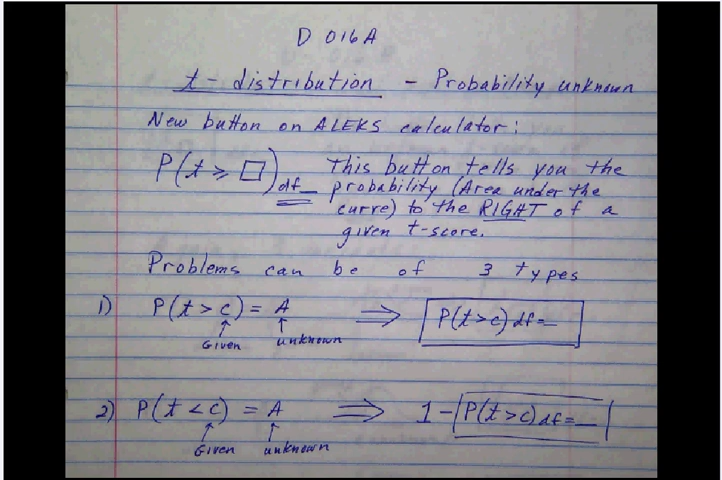 D 016A
t - distribution - Probability unknown
New button on ALEKS calculator:
P(t ≥ □) df_ This button tells you the
probability (Area under the
curve) to the RIGHT of a
given t-score.
Problems can be of 3 types
1) P(t > c) = A ⇒ P(t>c) df=_
↑ ↑
Given unknown
2) P(t < c) = A ⇒ 1 - P(t>c) df=_
↑ ↑
Given unknown